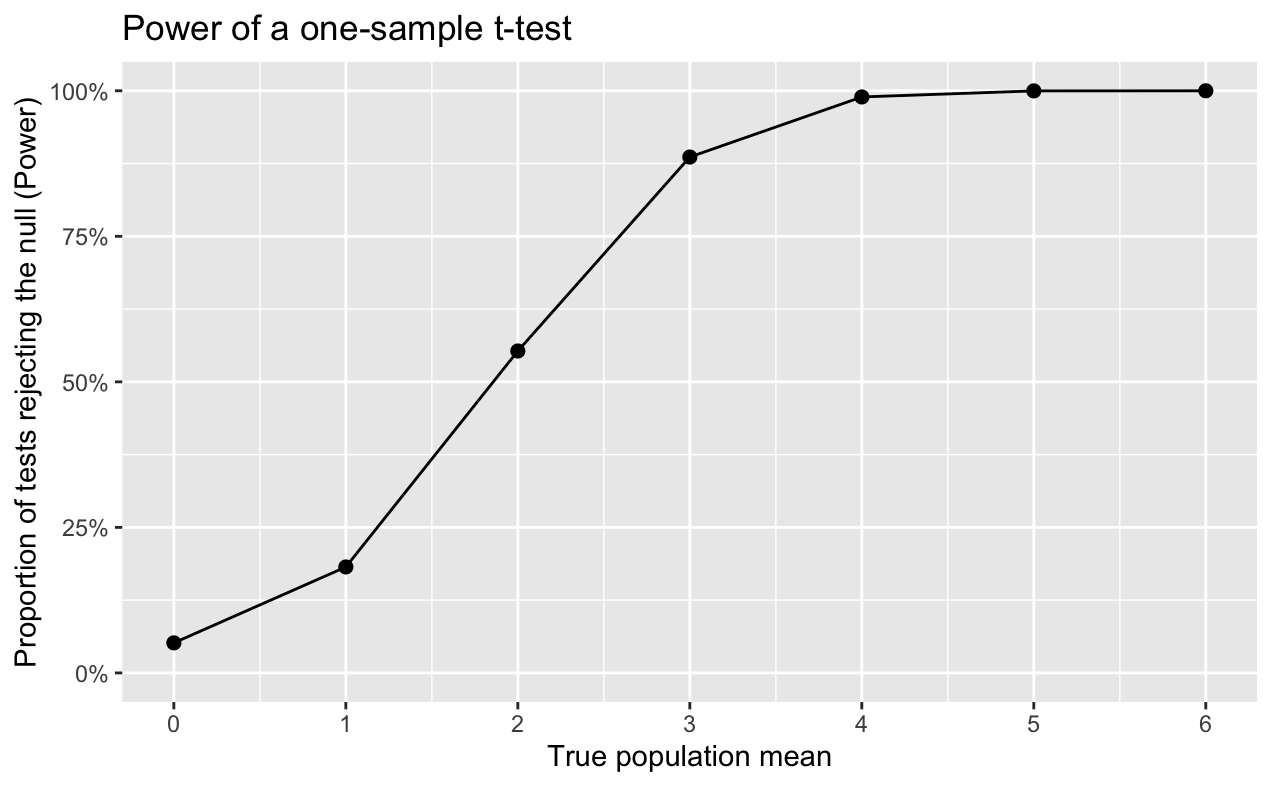 Power of a one-sample t-test
Proportion of tests rejecting the null (Power)
100%
75%
50%
25%
0%
0 1 2 3 4 5 6
True population mean